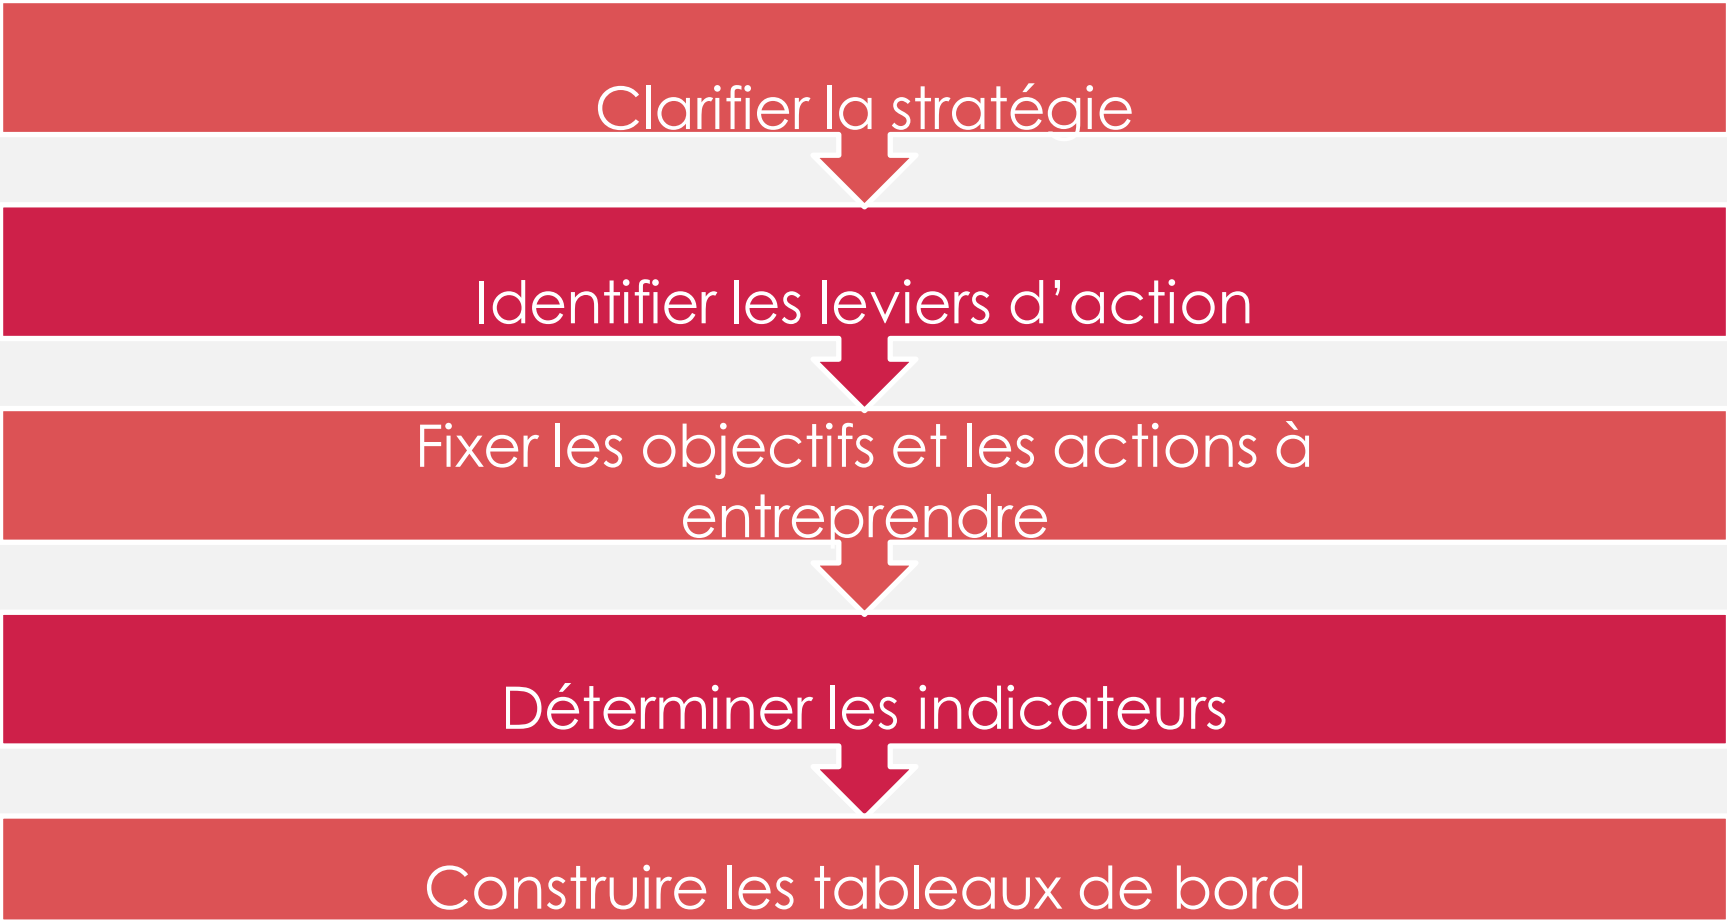 Clarifier la stratégie
Identifier les leviers d’action
Fixer les objectifs et les actions à
entreprendre
Déterminer les indicateurs
Construire les tableaux de bord